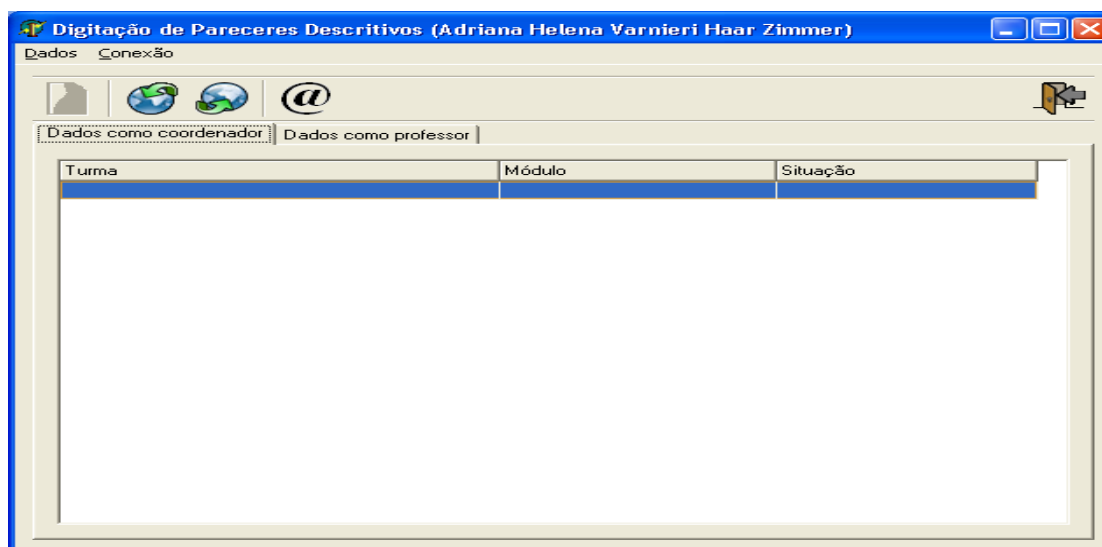 Digitação de Pareceres Descritivos (Adriana Helena Varnieri Haar Zimmer)
Dados Conexão
@
Dados como coordenador Dados como professor
Turma Módulo Situação